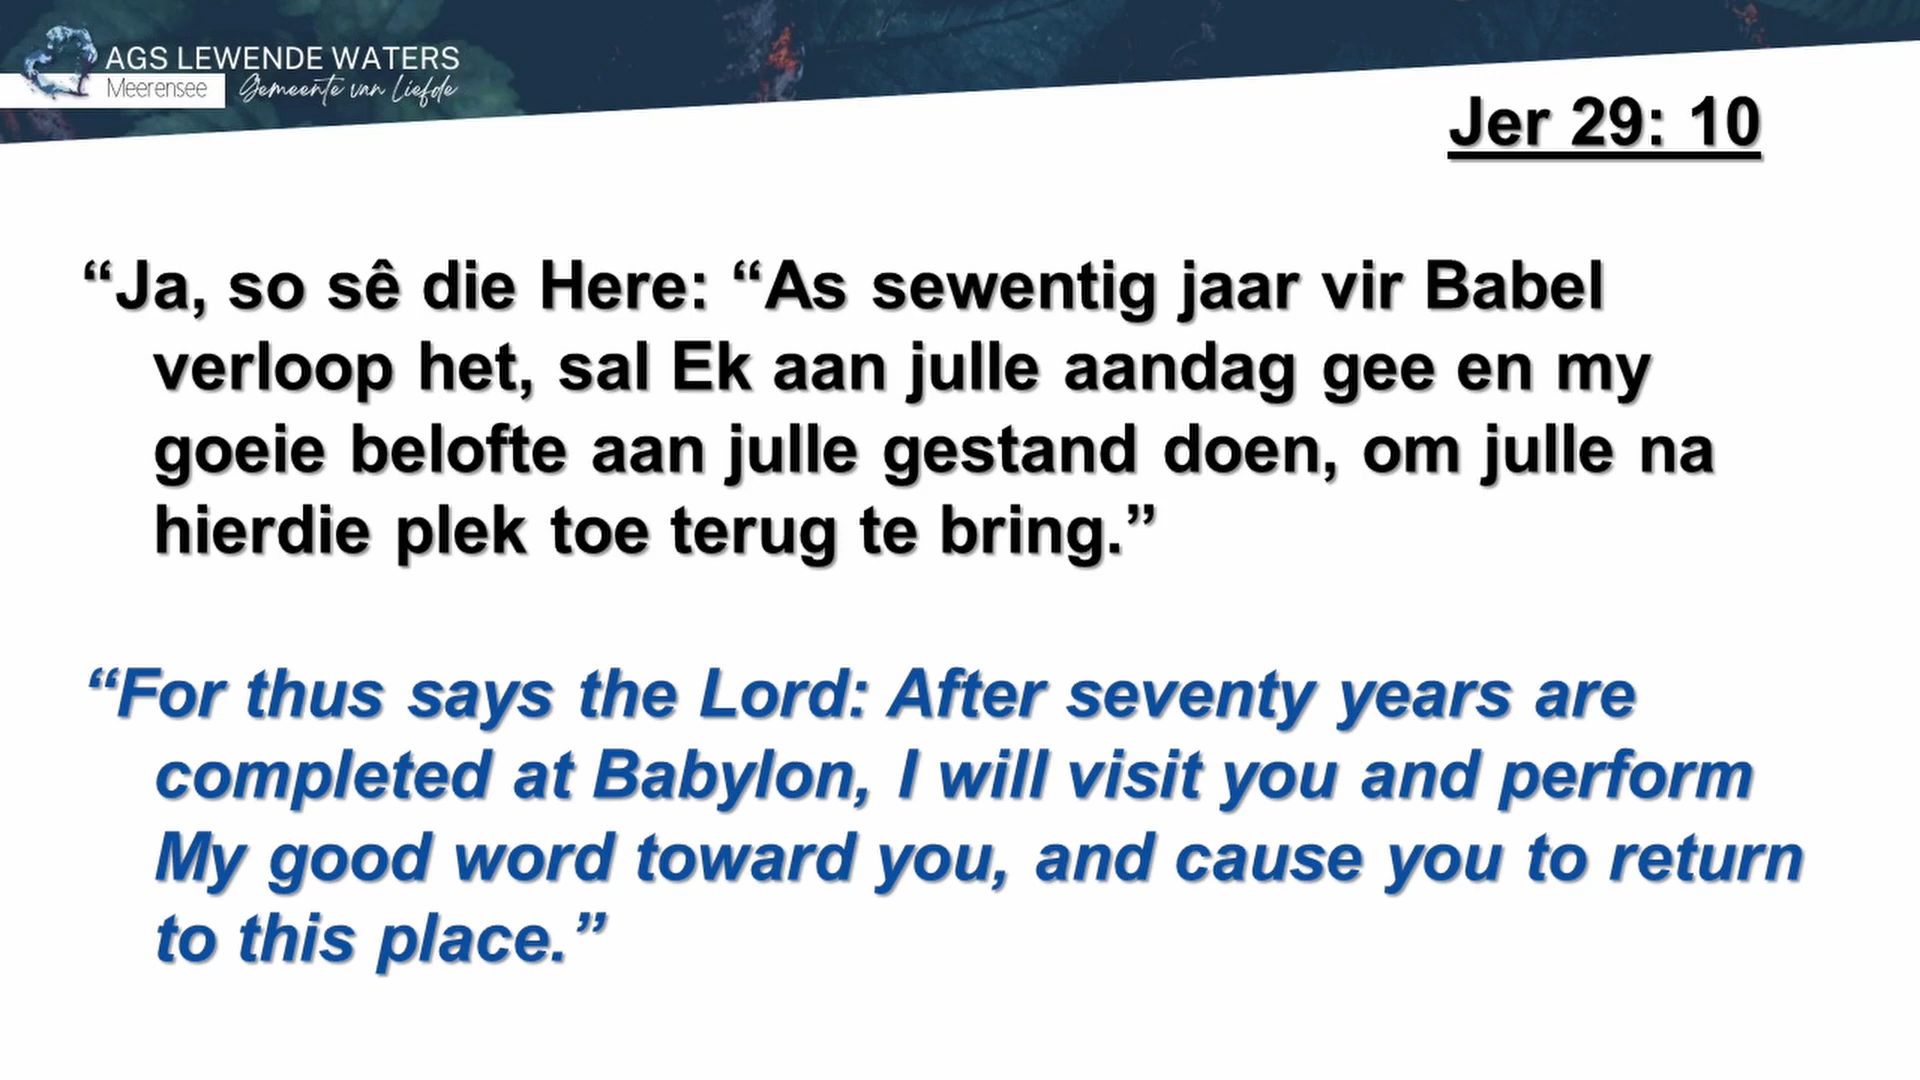 AGS LEWENDE WATERS
Meerensee Gemeente van Liefde
Jer 29: 10
“Ja, so sê die Here: “As sewentig jaar vir Babel
verloop het, sal Ek aan julle aandag gee en my
goeie belofte aan julle gestand doen, om julle na
hierdie plek toe terug te bring.”
“For thus says the Lord: After seventy years are
completed at Babylon, I will visit you and perform
My good word toward you, and cause you to return
to this place.”